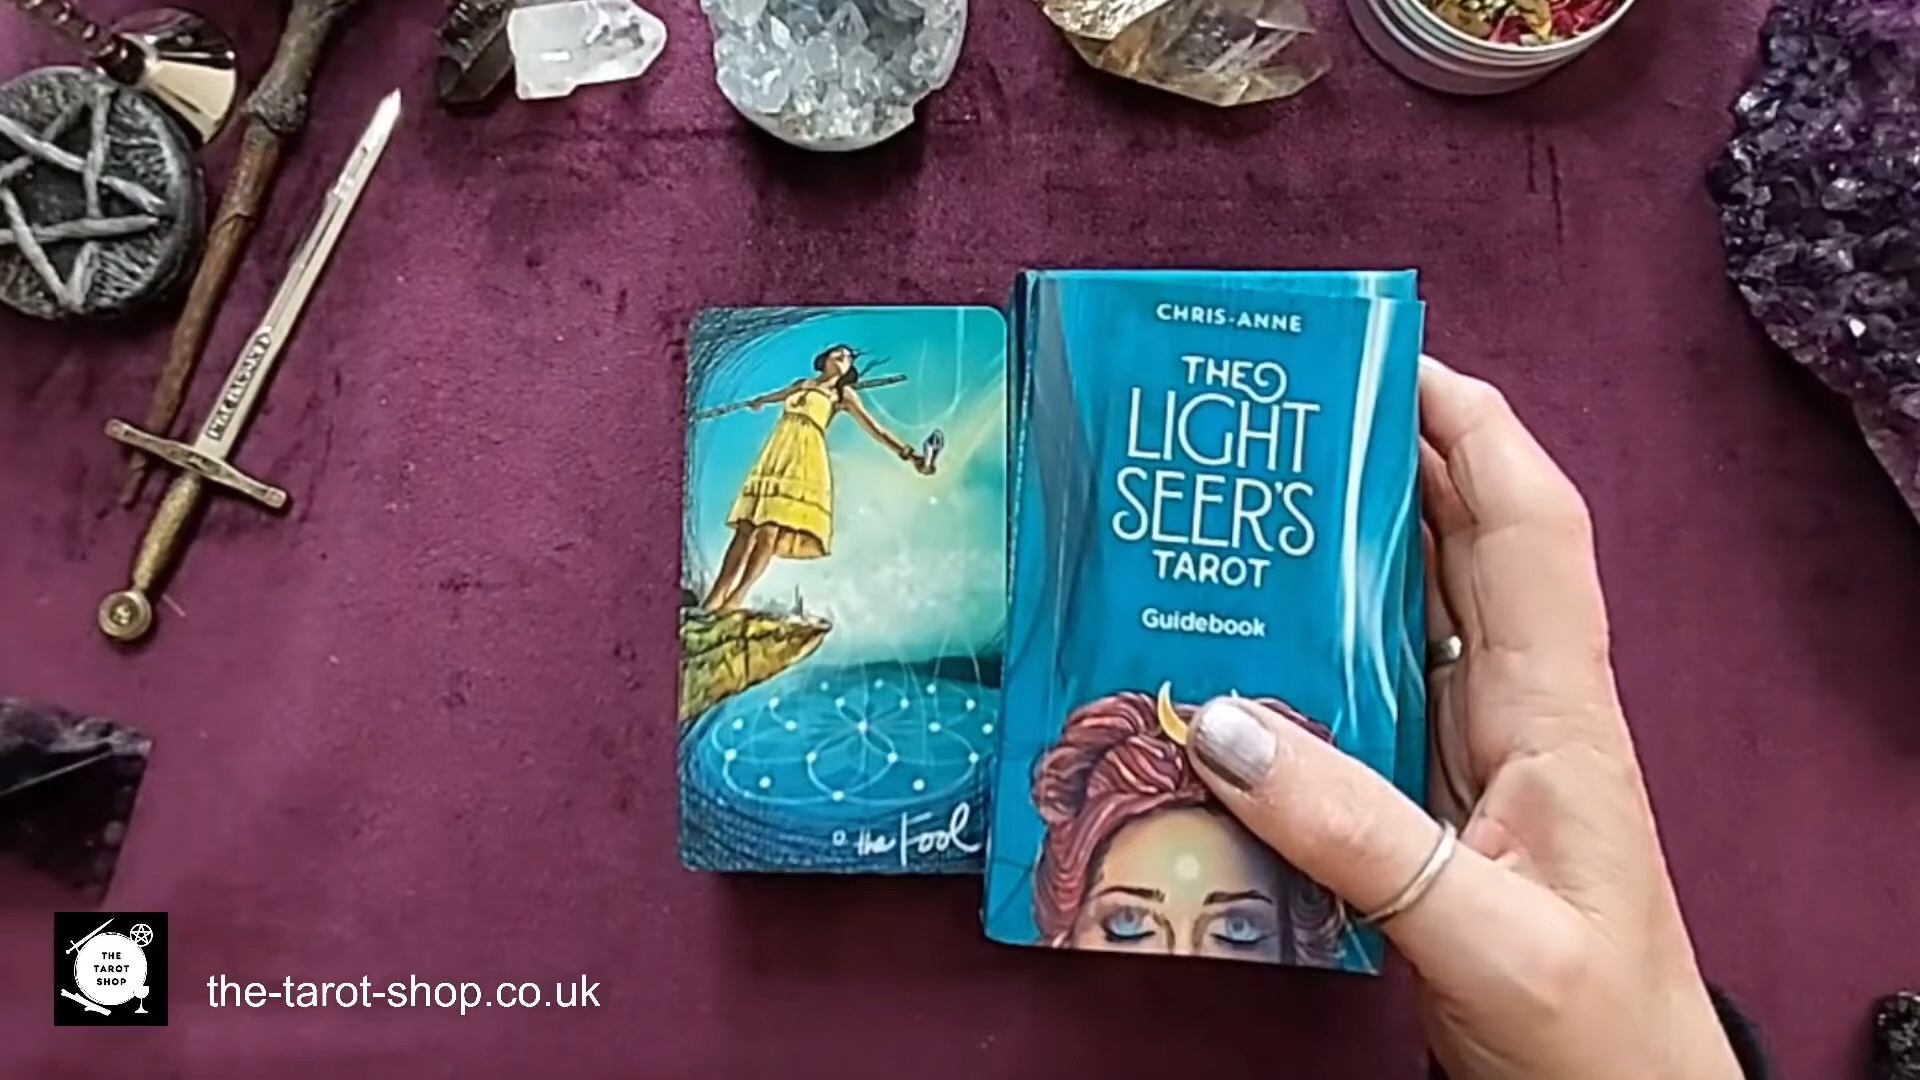 CHRIS-ANNE
THE
LIGHT
SEER'S
TAROT
Guidebook
0 the Fool
THE
TAROT
SHOP
the-tarot-shop.co.uk